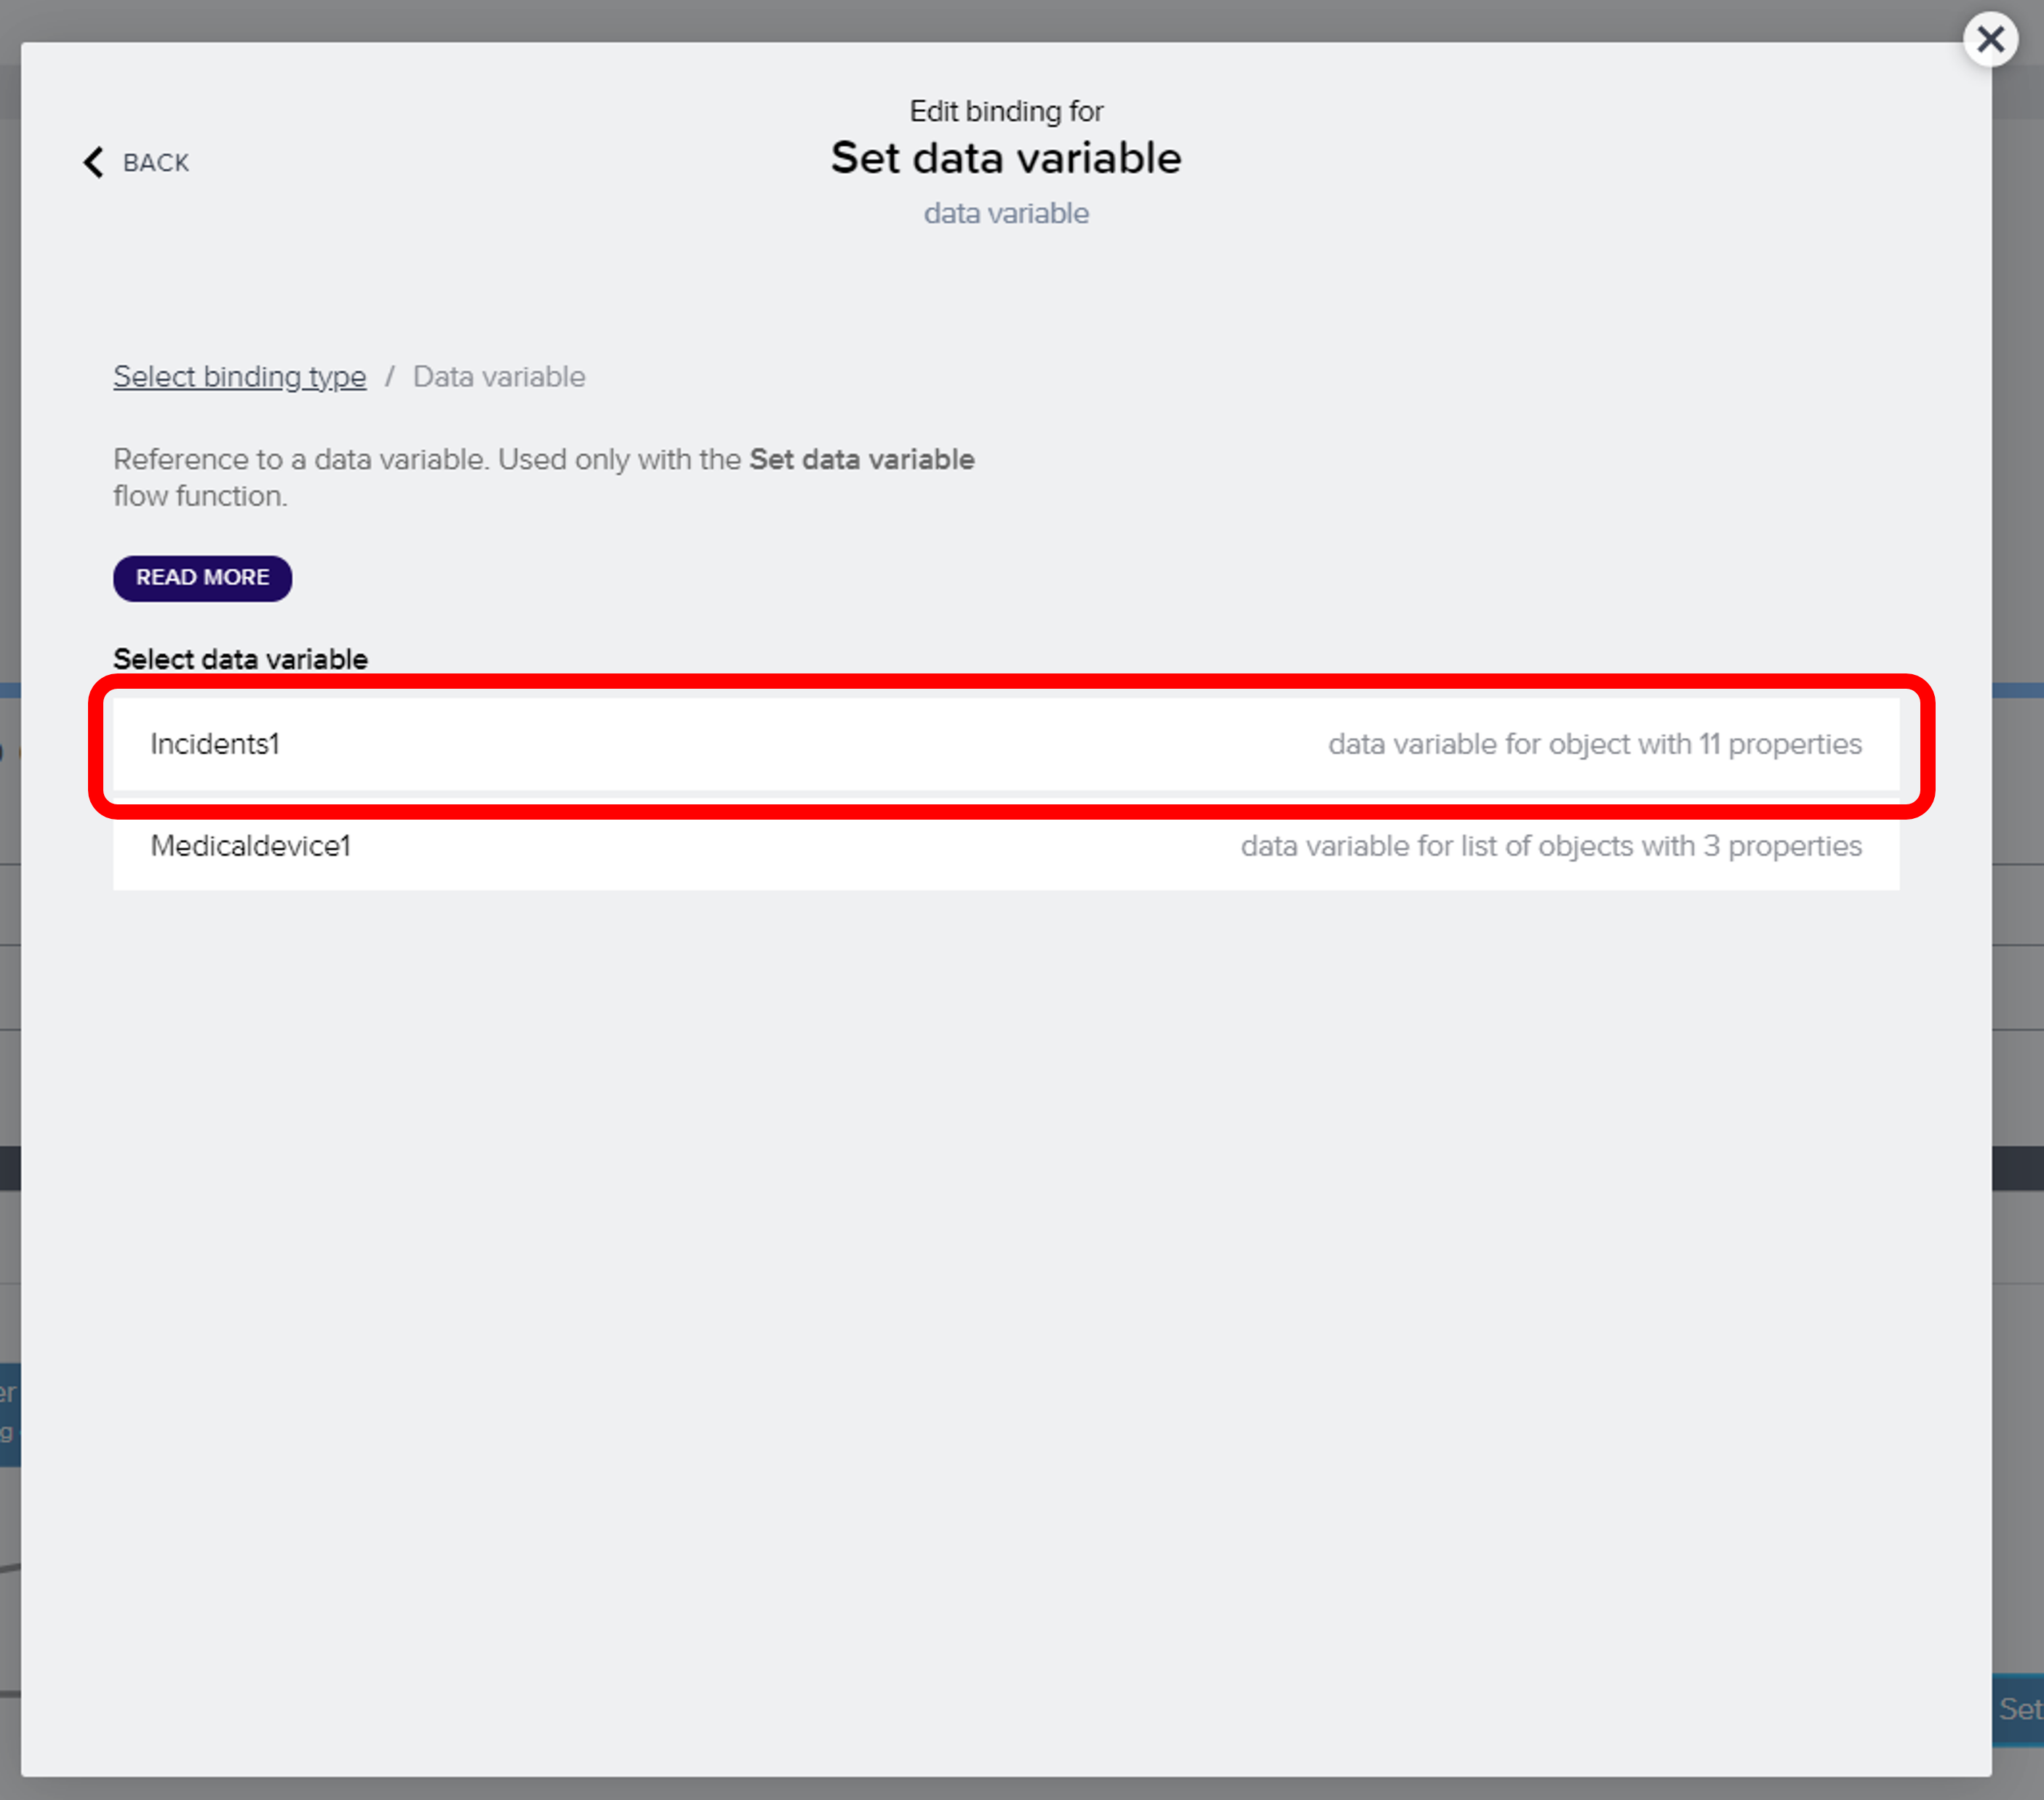 Edit binding for
BACK
Set data variable
data variable
Select binding type / Data variable
Reference to a data variable. Used only with the Set data variable
flow function.
READ MORE
Select data variable
Incidents1 data variable for object with 11 properties
Medicaldevice1 data variable for list of objects with 3 properties
er
g
Set